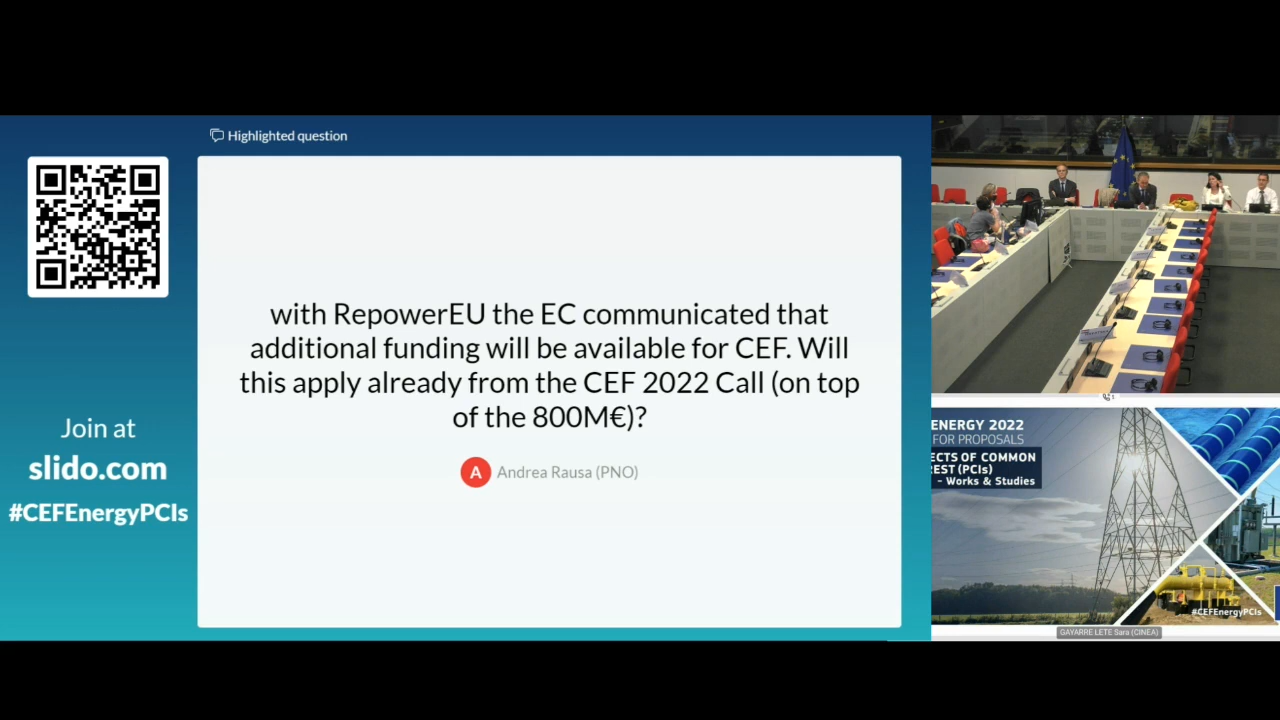 Highlighted question
with RepowerEU the EC communicated that
additional funding will be available for CEF. Will
this apply already from the CEF 2022 Call (on top
of the 800M€)?
A Andrea Rausa (PNO)
Join at
slido.com
#CEFEnergyPCIs
ENERGY 2022
FOR PROPOSALS
ECTS OF COMMON
REST (PCIs)
- Works & Studies
#CEFEnergyPCIs
GAYARRE LETE Sara (CINEA)